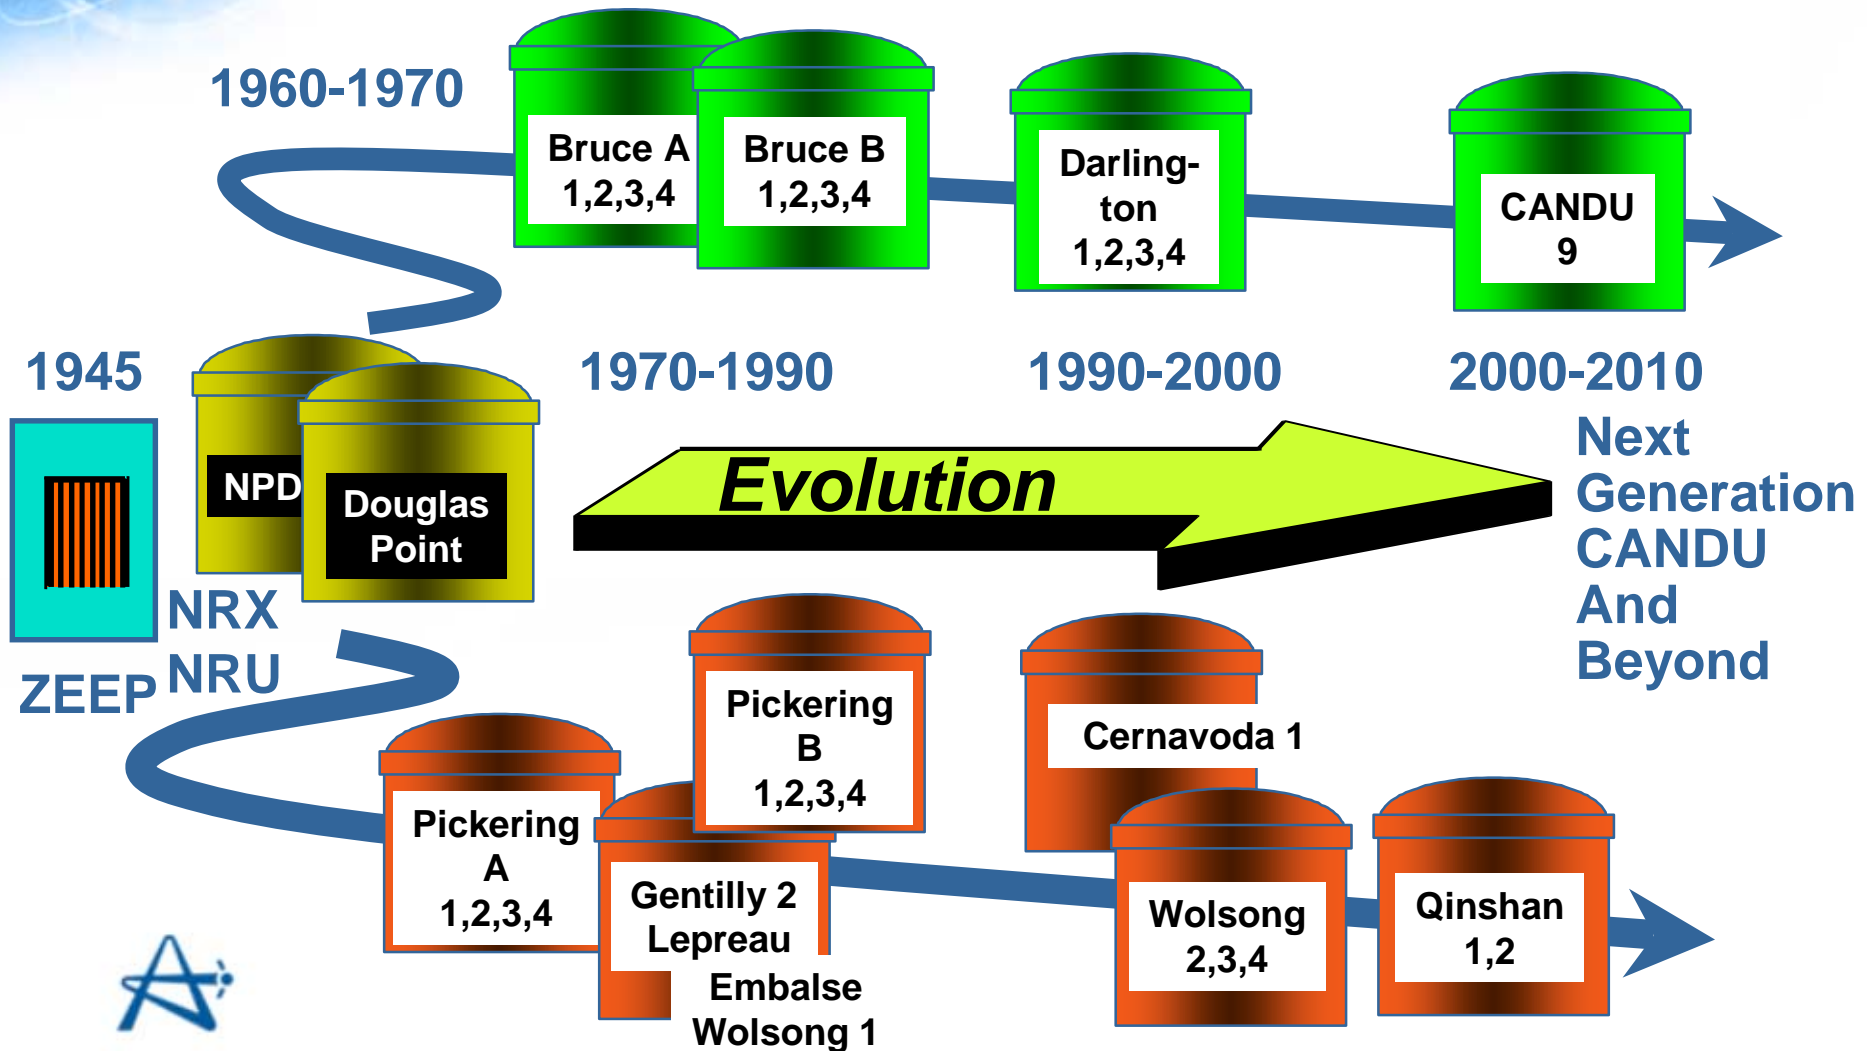 1960-1970
Bruce A
1,2,3,4
Bruce B
1,2,3,4
Darling-
ton
1,2,3,4
CANDU
9
1945
1970-1990
1990-2000
2000-2010
NPD
Douglas
Point
Evolution
Next
Generation
CANDU
And
Beyond
ZEEP
NRX
NRU
Pickering
A
1,2,3,4
Gentilly 2
Lepreau
Embalse
Wolsong 1
Pickering
B
1,2,3,4
Cernavoda 1
Wolsong
2,3,4
Qinshan
1,2